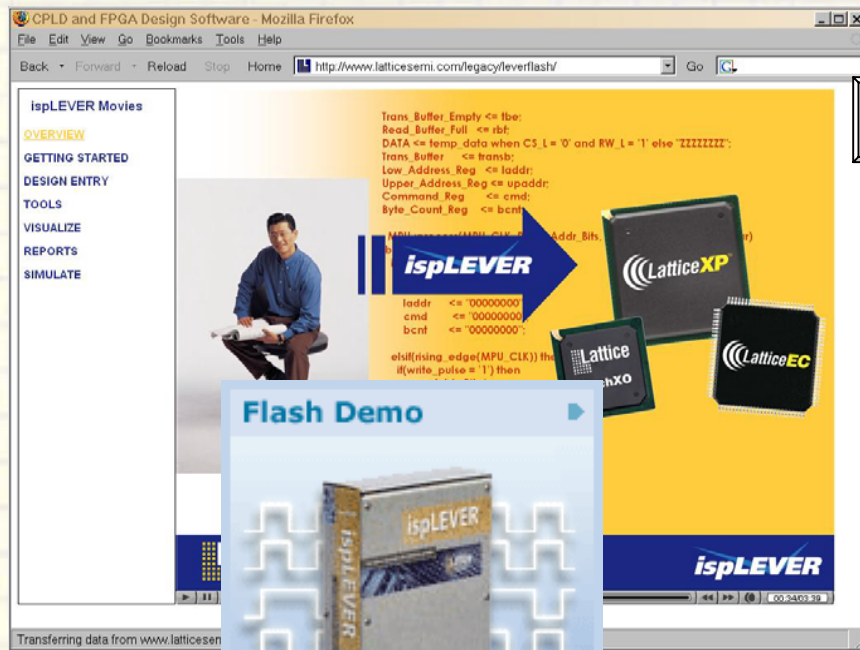 CPLD and FPGA Design Software - Mozilla Firefox
File Edit View Go Bookmarks Tools Help
Back Forward Reload Stop Home http://www.latticesemi.com/legacy/leverflash/ Go G
ispLEVER Movies
OVERVIEW
GETTING STARTED
DESIGN ENTRY
TOOLS
VISUALIZE
REPORTS
SIMULATE
Trans_Buffer_Empty <= tbe;
Read_Buffer_Full <= rbf;
DATA <= temp_data when CS_L = '0' and RW_L = '1' else "ZZZZZZZZ";
Trans_Buffer <= transb;
Low_Address_Reg <= laddr;
Upper_Address_Reg <= upaddr;
Command_Reg <= cmd;
Byte_Count_Reg <= bcnt;
Addr_Bits,
ispLEVER
laddr <= "00000000";
cmd <= "00000000";
bcnt <= "00000000";
elsif(rising_edge(MPU_CLK)) the
if(write_pulse = '1') then
LatticeXP
Lattice
hXO
LatticeEC
Flash Demo
ispLEVER
ispLEVER
ispLEVER
00:34/03:39
Transferring data from www.latticesem